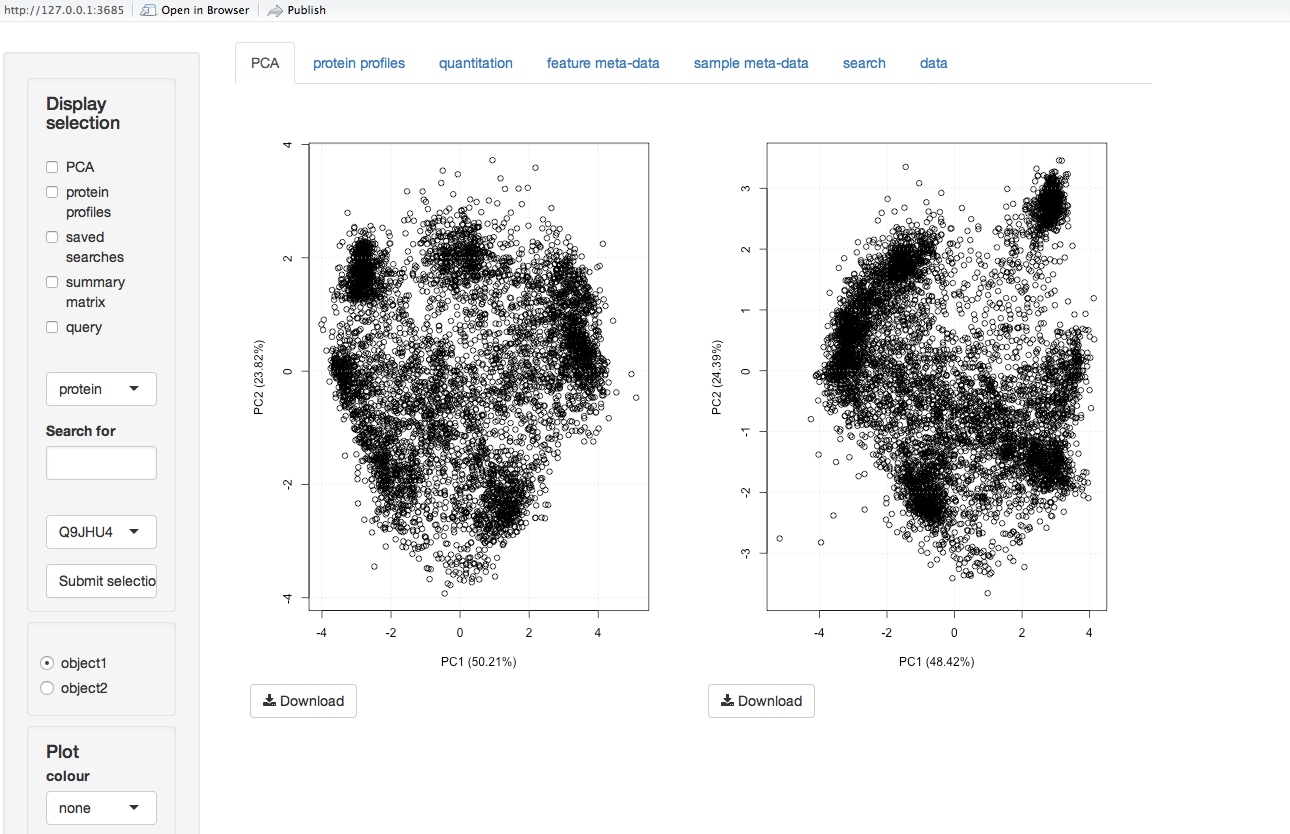 http://127.0.0.1:3685 Open in Browser Publish
PCA protein profiles quantitation feature meta-data sample meta-data search data
Display
selection
PCA
protein
profiles
saved
searches
summary
matrix
query
protein
Search for
Q9JHU4
Submit selectio
object1
object2
Plot
colour
none
4
2
0
-2
-4
PC2 (23.82%)
-4 -2 0 2 4
PC1 (50.21%)
Download
3
2
1
0
-1
-2
-3
PC2 (24.39%)
-4 -2 0 2 4
PC1 (48.42%)
Download